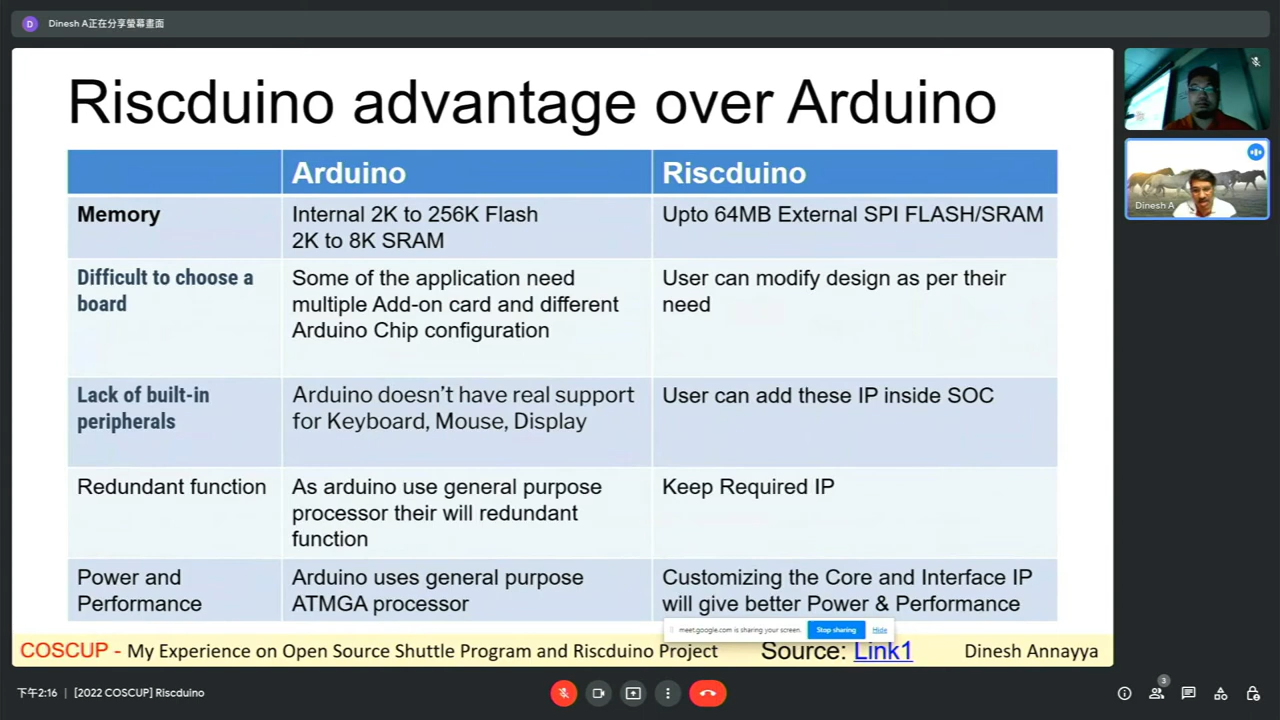 D Dinesh A正在分享螢幕畫面
Riscduino advantage over Arduino
Arduino Riscduino
Memory
Internal 2K to 256K Flash
2K to 8K SRAM
Upto 64MB External SPI FLASH/SRAM
Difficult to choose a
board
Some of the application need
multiple Add-on card and different
Arduino Chip configuration
User can modify design as per their
need
Lack of built-in
peripherals
Arduino doesn’t have real support
for Keyboard, Mouse, Display
User can add these IP inside SOC
Redundant function
As arduino use general purpose
processor their will redundant
function
Keep Required IP
Power and
Performance
Arduino uses general purpose
ATMGA processor
Customizing the Core and Interface IP
will give better Power & Performance
meet.google.com is sharing your screen. Stop sharing Hide
COSCUP - My Experience on Open Source Shuttle Program and Riscduino Project Source: Link1 Dinesh Annayya
Dinesh A
下午2:16 | [2022 COSCUP] Riscduino
3